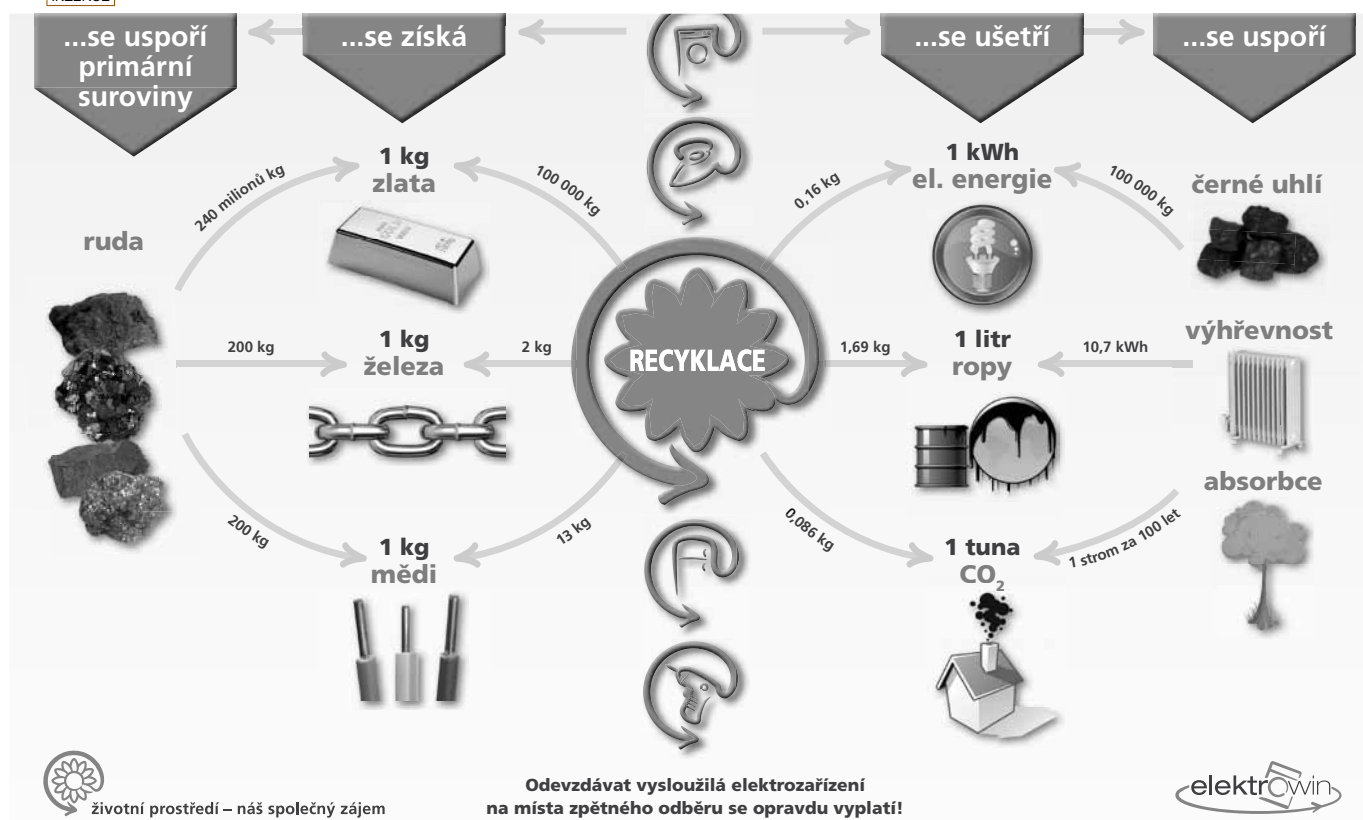 ...se uspoří
primární
suroviny
...se získá
...se ušetří
...se uspoří
1 kg
zlata
240 milionů kg
100 000 kg
ruda
1 kg
železa
200 kg
2 kg
1 kg
mědi
200 kg
13 kg
RECYKLACE
1 kWh
el. energie
0,16 kg
100 000 kg
černé uhlí
1 litr
ropy
1,69 kg
10,7 kWh
výhřevnost
1 tuna
CO2
0,086 kg
1 strom za 100 let
absorbce
životní prostředí – náš společný zájem
Odevzdávat vysloužilá elektrozařízení
na místa zpětného odběru se opravdu vyplatí!
elektrowin